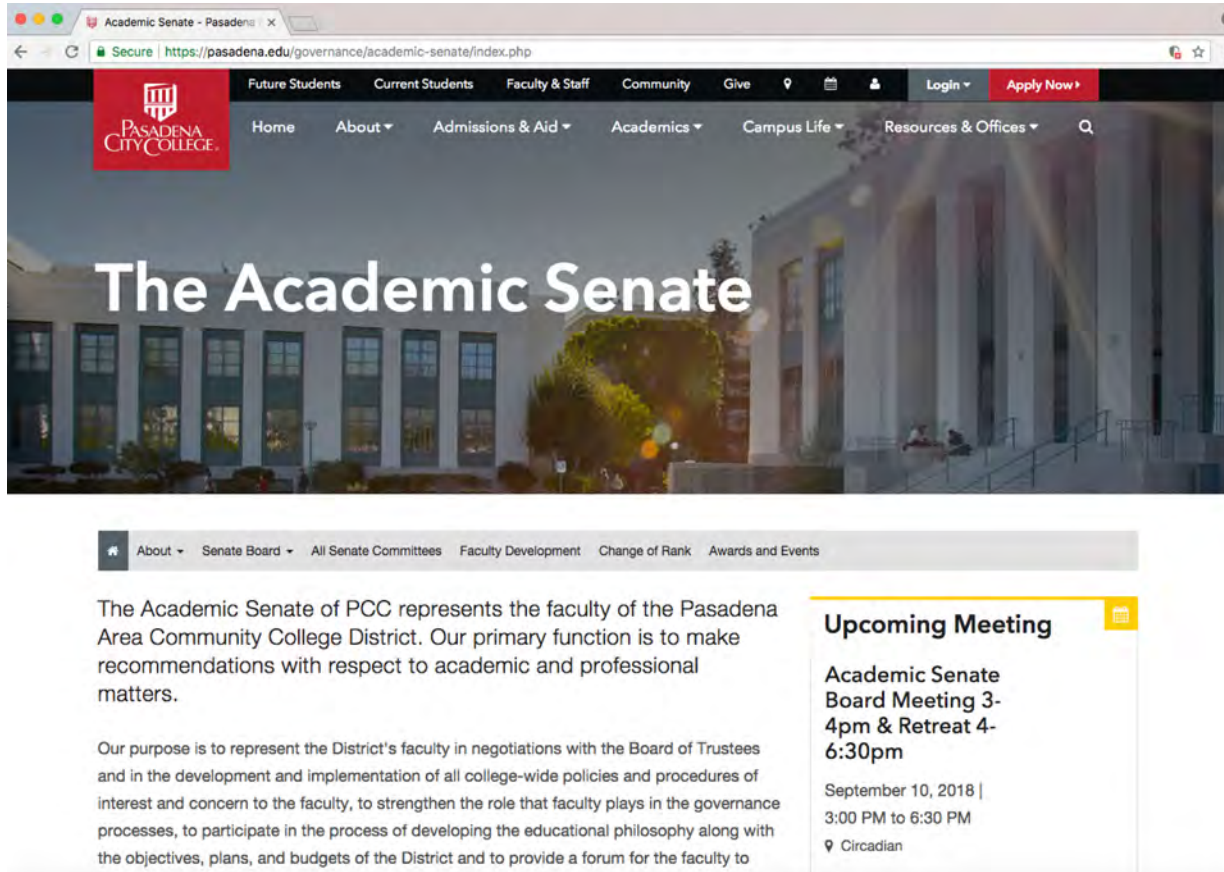 Academic Senate - Pasadena
Secure | https://pasadena.edu/governance/academic-senate/index.php
Future Students Current Students Faculty & Staff Community Give Login Apply Now
PASADENA
CITY COLLEGE
Home About Admissions & Aid Academics Campus Life Resources & Offices
The Academic Senate
About Senate Board All Senate Committees Faculty Development Change of Rank Awards and Events
The Academic Senate of PCC represents the faculty of the Pasadena
Area Community College District. Our primary function is to make
recommendations with respect to academic and professional
matters.
Our purpose is to represent the District's faculty in negotiations with the Board of Trustees
and in the development and implementation of all college-wide policies and procedures of
interest and concern to the faculty, to strengthen the role that faculty plays in the governance
processes, to participate in the process of developing the educational philosophy along with
the objectives, plans, and budgets of the District and to provide a forum for the faculty to
Upcoming Meeting
Academic Senate
Board Meeting 3-
4pm & Retreat 4-
6:30pm
September 10, 2018 |
3:00 PM to 6:30 PM
Circadian